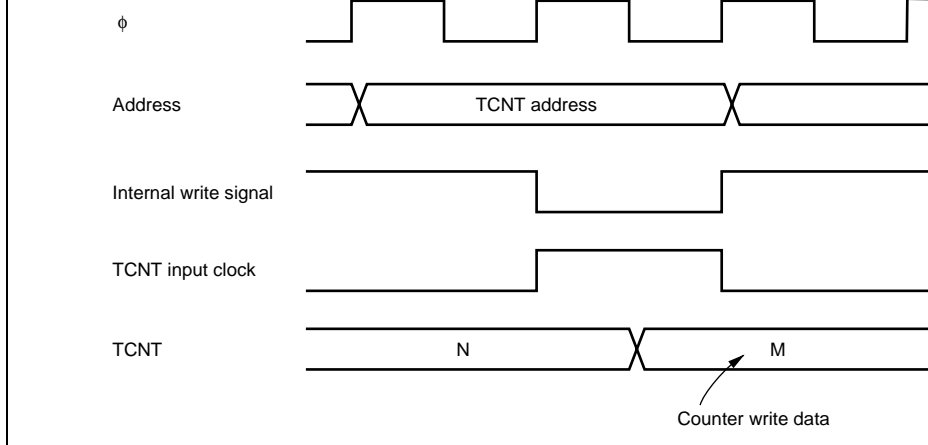 ϕ
Address
TCNT address
Internal write signal
TCNT input clock
TCNT
N
M
Counter write data